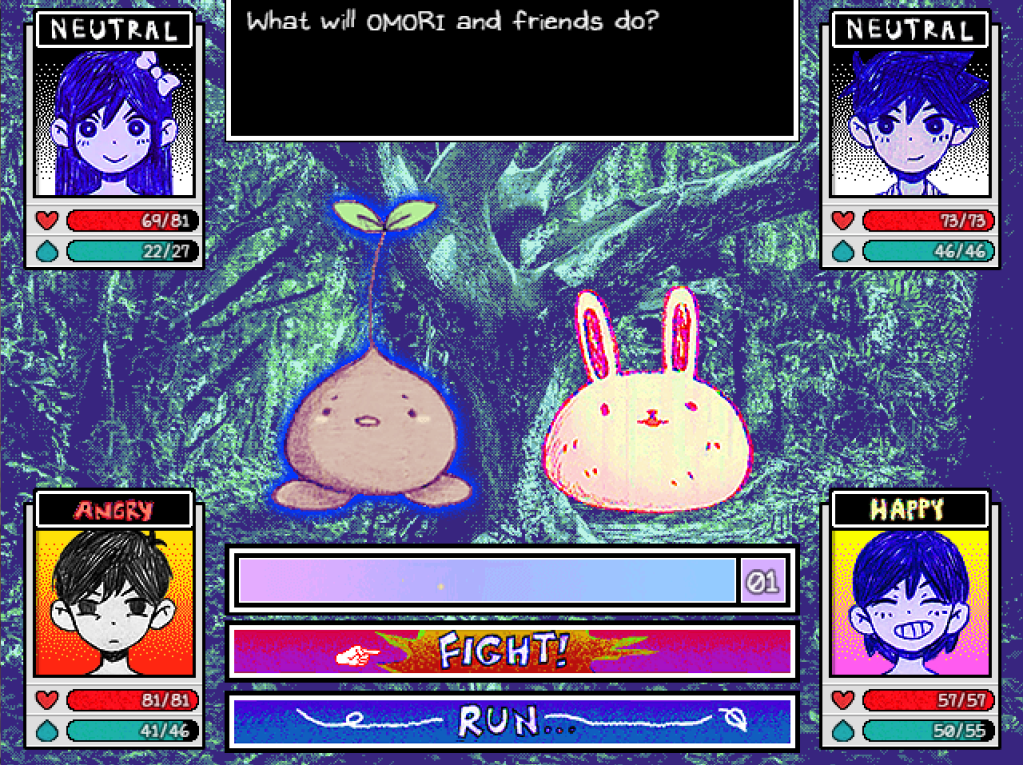 What will OMORI and friends do?
NEUTRAL
69/81
22/27
NEUTRAL
73/73
46/46
ANGRY
81/81
41/46
HAPPY
57/57
50/55
01
FIGHT!
RUN...